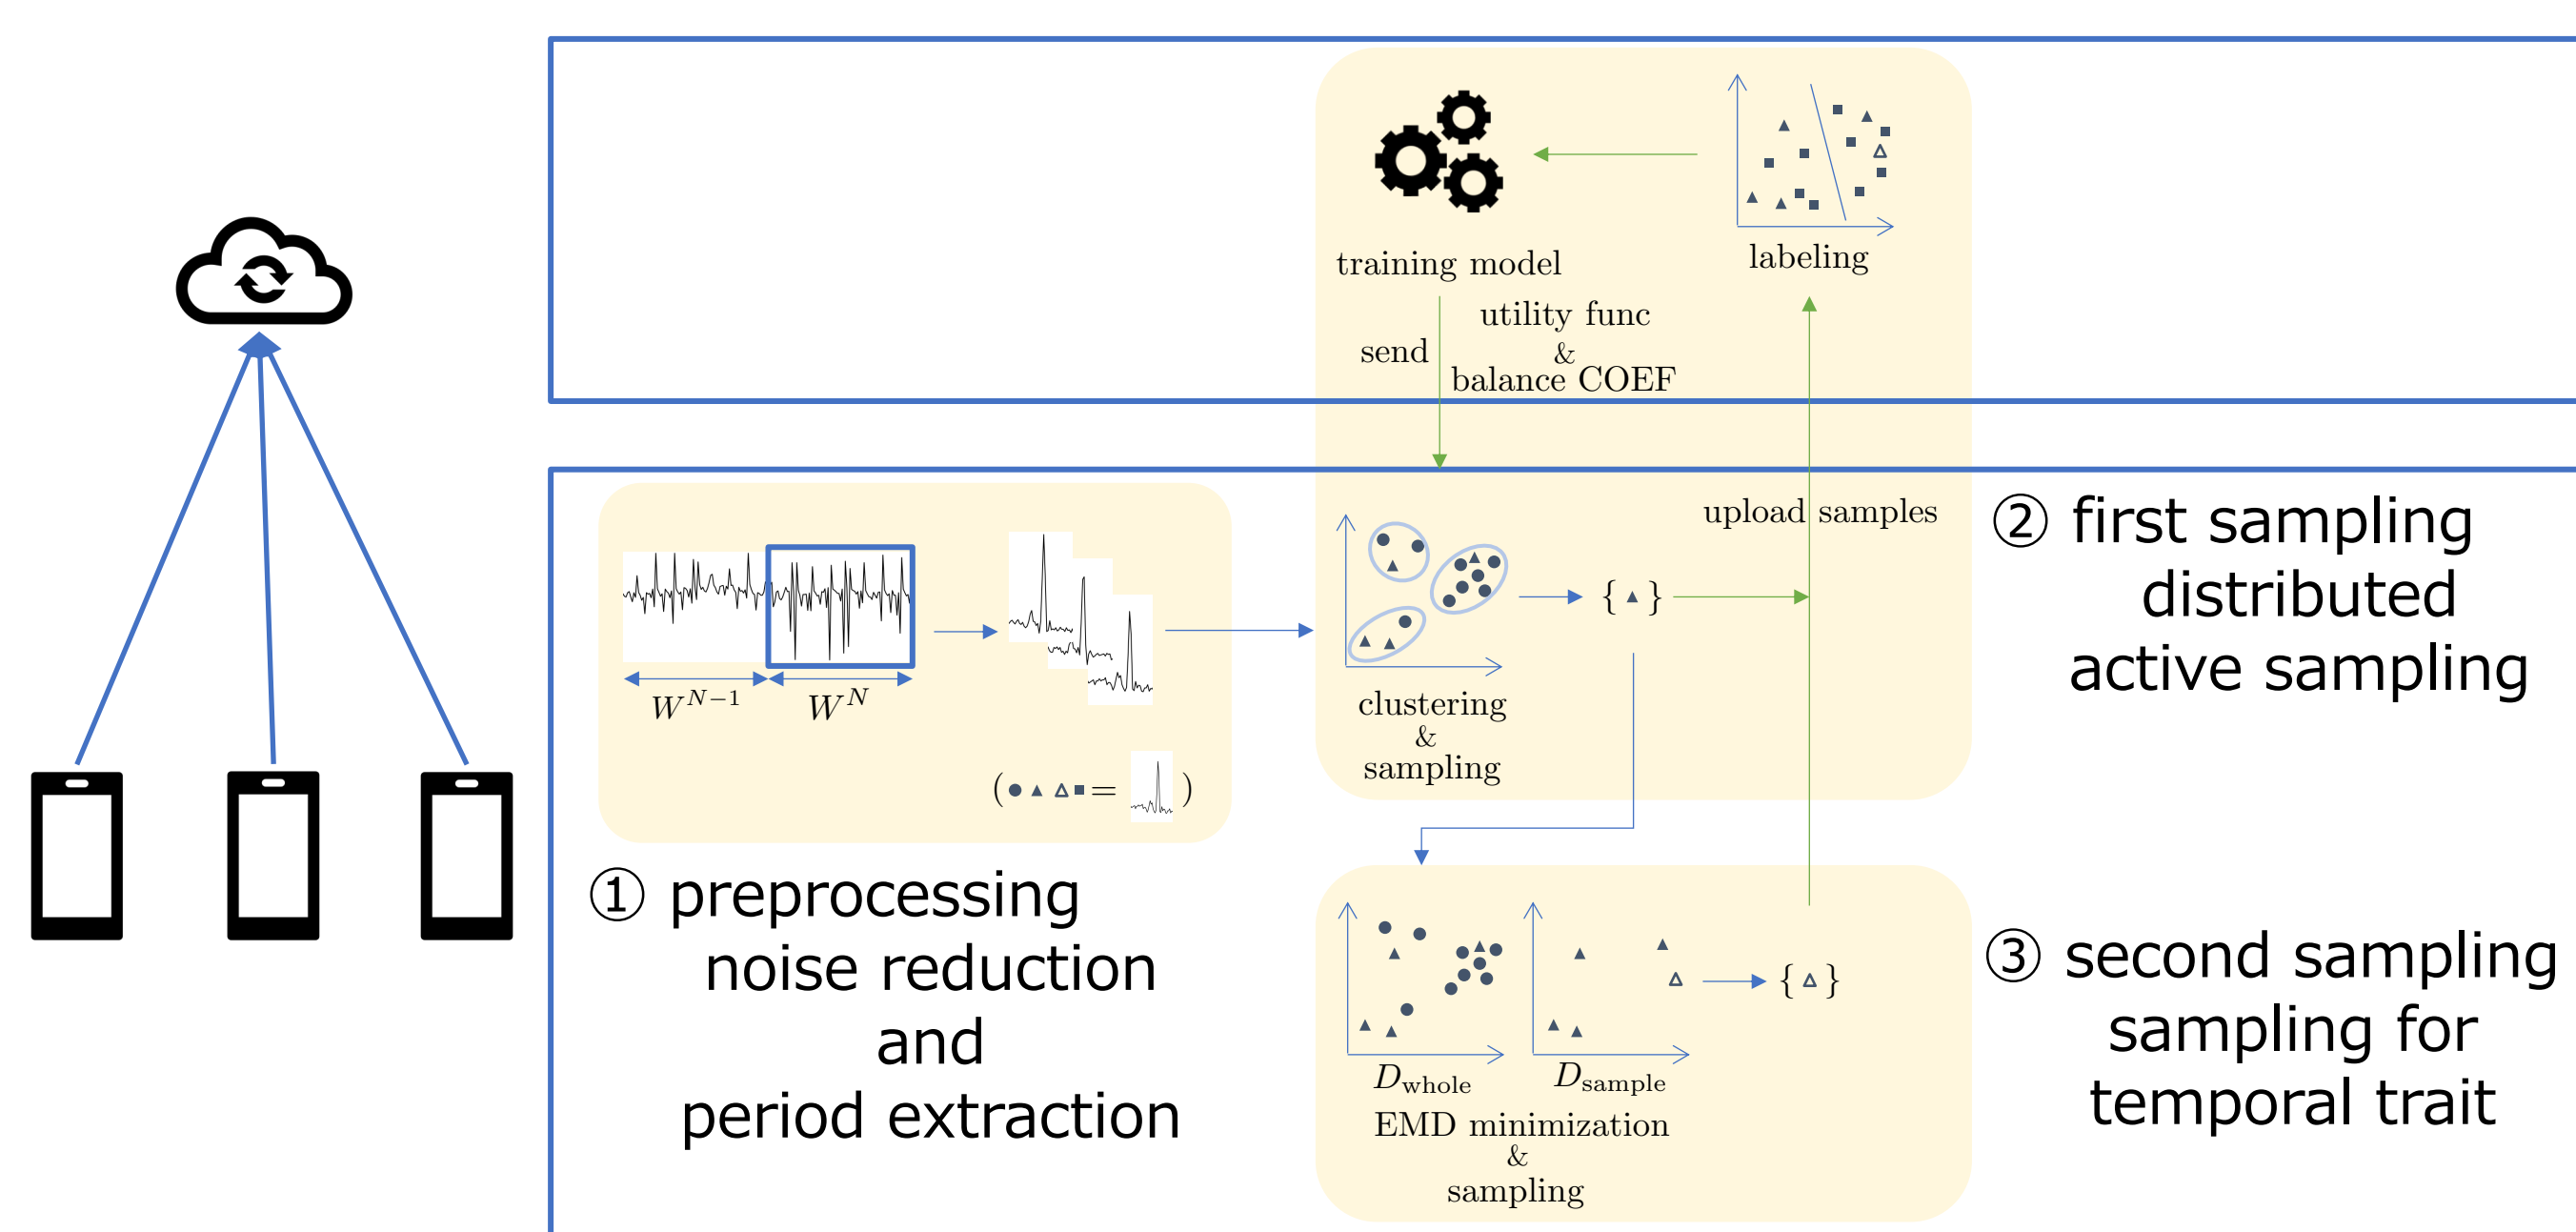 training model
labeling
send
utility func
&
balance COEF
upload samples
W^{N-1}
W^N
( = )
clustering
&
sampling
{ }
① preprocessing
noise reduction
and
period extraction
② first sampling
distributed
active sampling
D_whole
D_sample
{ }
EMD minimization
&
sampling
③ second sampling
sampling for
temporal trait